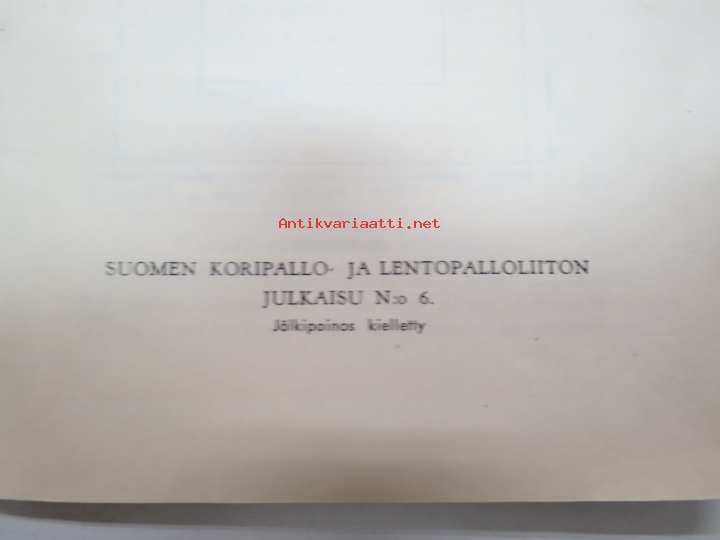 Antikvariaatti.net
SUOMEN KORIPALLO- JA LENTOPALLOLIITON
JULKAISU N:o 6.
Jälkipainos kielletty